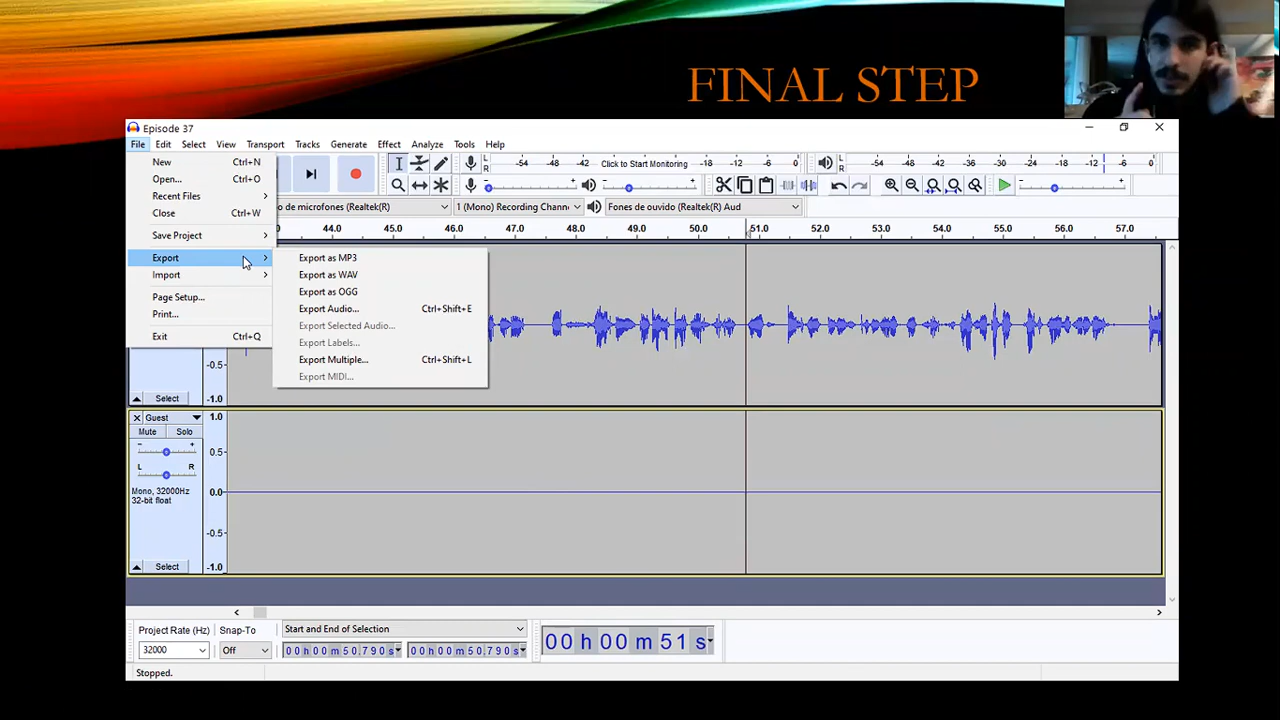 FINAL STEP
Episode 37
File Edit Select View Transport Tracks Generate Effect Analyze Tools Help
New Ctrl+N
Open... Ctrl+O
Recent Files
Close Ctrl+W
Save Project
Export
Import
Page Setup...
Print...
Exit Ctrl+Q
Export as MP3
Export as WAV
Export as OGG
Export Audio... Ctrl+Shift+E
Export Selected Audio...
Export Labels...
Export Multiple... Ctrl+Shift+L
Export MIDI...
L R -54 -48 -42 Click to Start Monitoring -18 -12 -6 0
L R -54 -48 -42 -36 -30 -24 -18 -12 -6 0
de microfones (Realtek(R) 1 (Mono) Recording Chann Fones de ouvido (Realtek(R) Aud
44.0 45.0 46.0 47.0 48.0 49.0 50.0 51.0 52.0 53.0 54.0 55.0 56.0 57.0
-0.5
Select -1.0
Guest 1.0
Mute Solo
- + 0.5
L R
Mono, 32000Hz 0.0
32-bit float
-0.5
Select -1.0
Project Rate (Hz) Snap-To Start and End of Selection
32000 Off 00 h 00 m 50.790 s 00 h 00 m 50.790 s
00 h 00 m 51 s
Stopped.